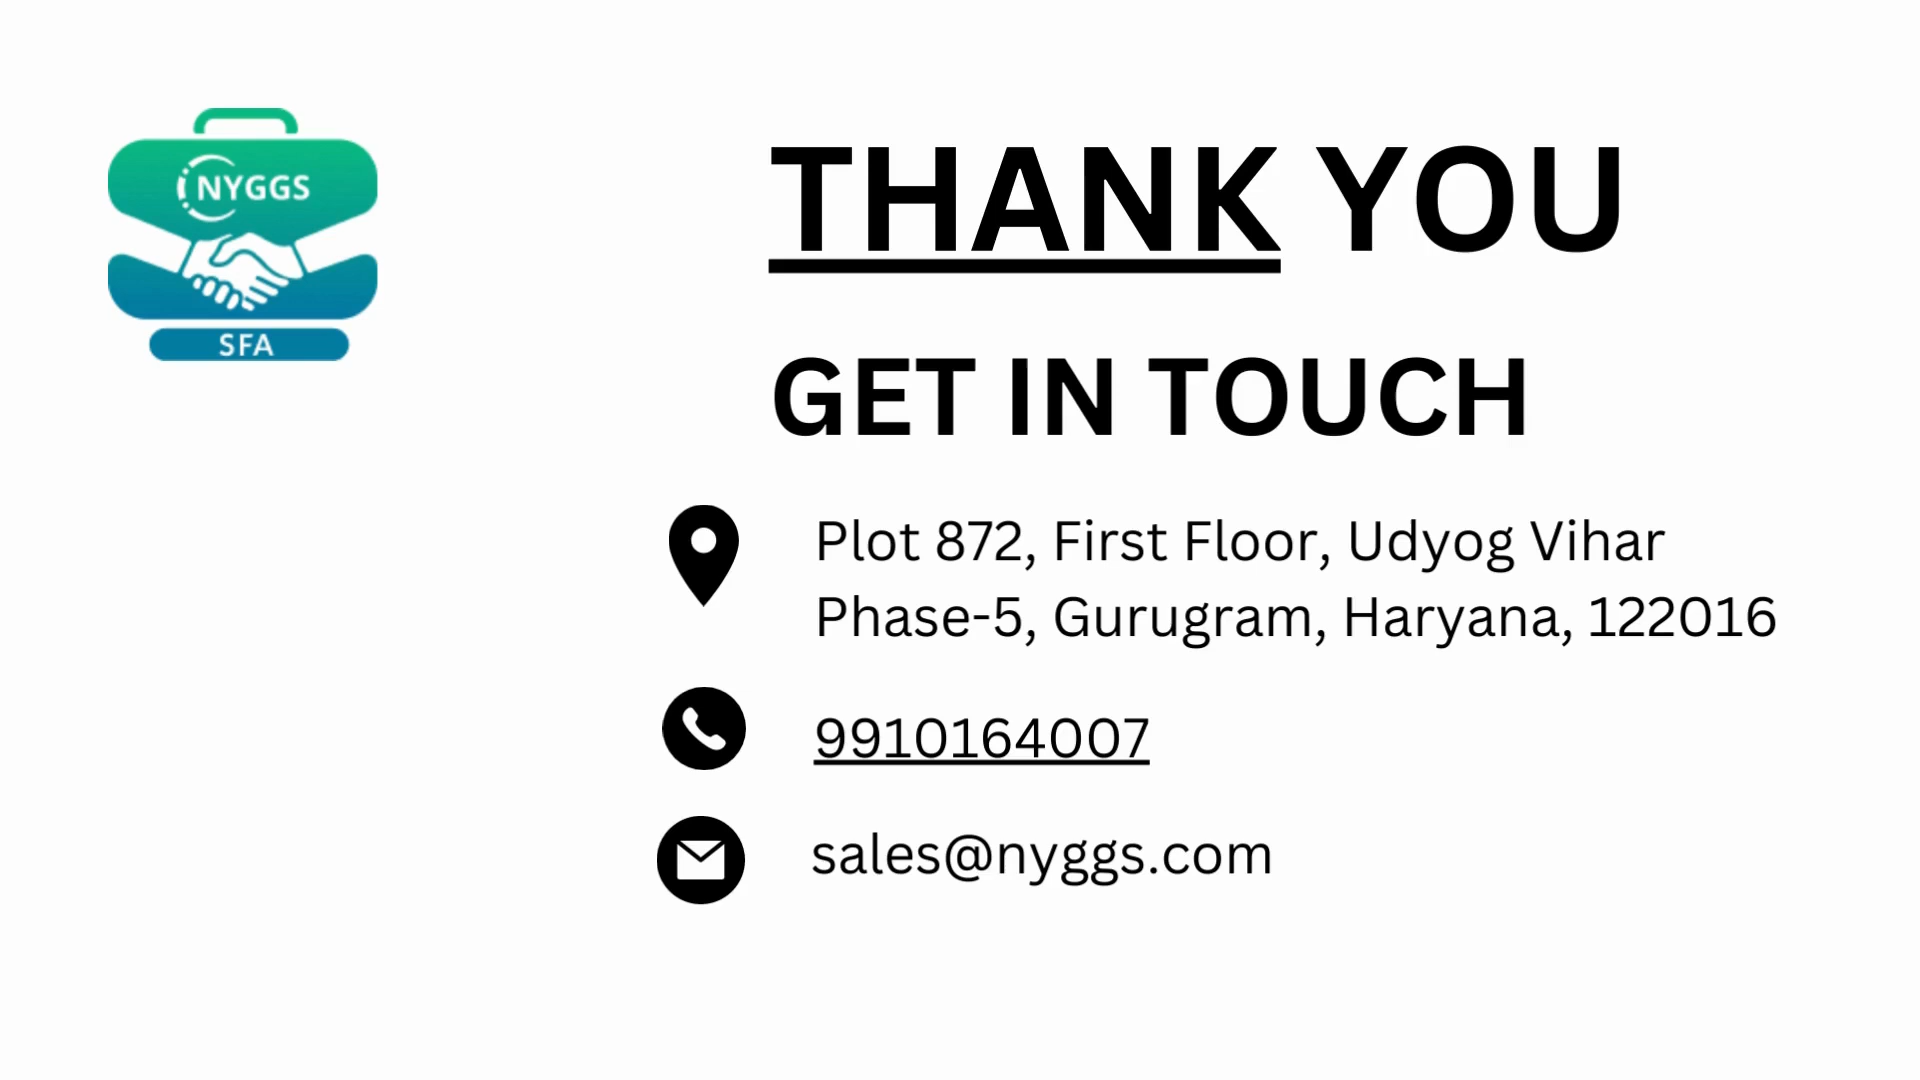 NYGGS
SFA
THANK YOU
GET IN TOUCH
Plot 872, First Floor, Udyog Vihar
Phase-5, Gurugram, Haryana, 122016
9910164007
sales@nyggs.com